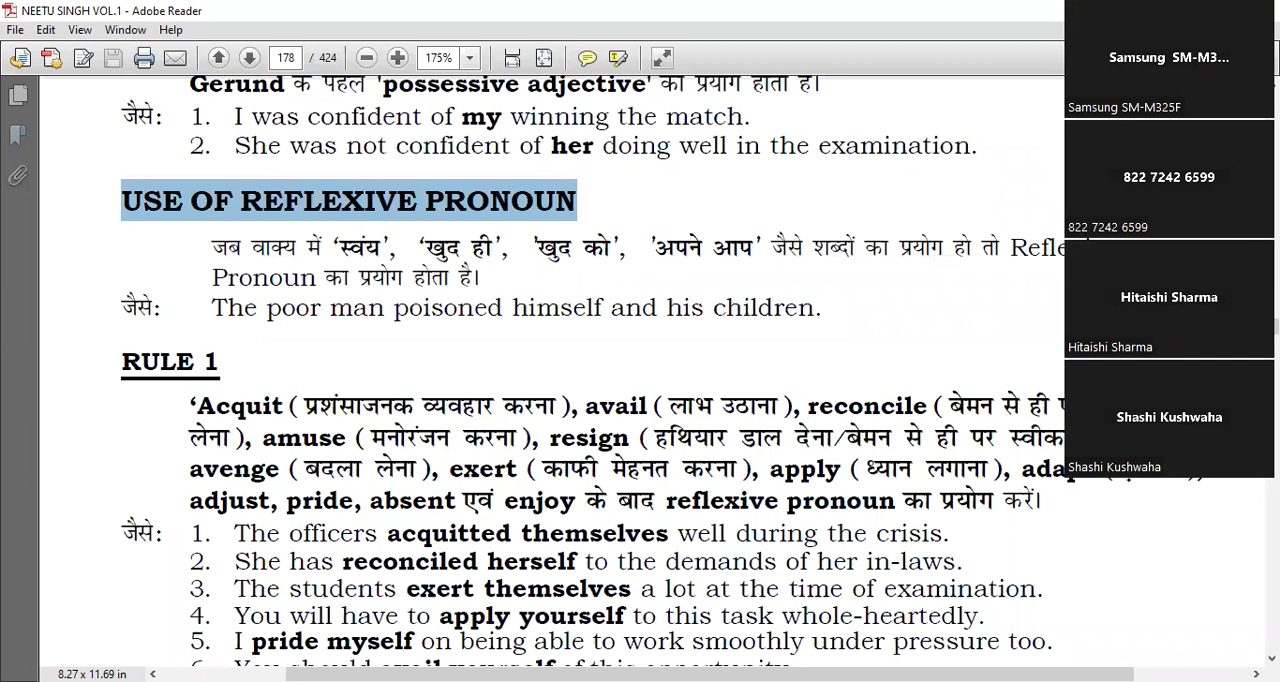 NEETU SINGH VOL.1 - Adobe Reader
File Edit View Window Help
178 / 424 175%
Gerund के पहले 'possessive adjective' का प्रयोग होता है।
जैसे: 1. I was confident of my winning the match.
2. She was not confident of her doing well in the examination.
USE OF REFLEXIVE PRONOUN
जब वाक्य में ‘स्वंय’, ‘खुद ही’, 'खुद को’, 'अपने आप’ जैसे शब्दों का प्रयोग हो तो
Pronoun का प्रयोग होता है।
जैसे: The poor man poisoned himself and his children.
RULE 1
‘Acquit (प्रशंसाजनक व्यवहार करना), avail (लाभ उठाना), reconcile (बेमन से ही
लेना), amuse (मनोरंजन करना), resign (हथियार डाल देना/बेमन से ही पर
avenge (बदला लेना), exert (काफी मेहनत करना), apply (ध्यान लगाना),
adjust, pride, absent एवं enjoy के बाद reflexive pronoun का प्रयोग करें।
जैसे: 1. The officers acquitted themselves well during the crisis.
2. She has reconciled herself to the demands of her in-laws.
3. The students exert themselves a lot at the time of examination.
4. You will have to apply yourself to this task whole-heartedly.
5. I pride myself on being able to work smoothly under pressure too.
6. You should avail yourself of this opportunity.
8.27 x 11.69 in
Samsung SM-M3...
Samsung SM-M325F
822 7242 6599
822 7242 6599
Hitaishi Sharma
Hitaishi Sharma
Shashi Kushwaha
Shashi Kushwaha